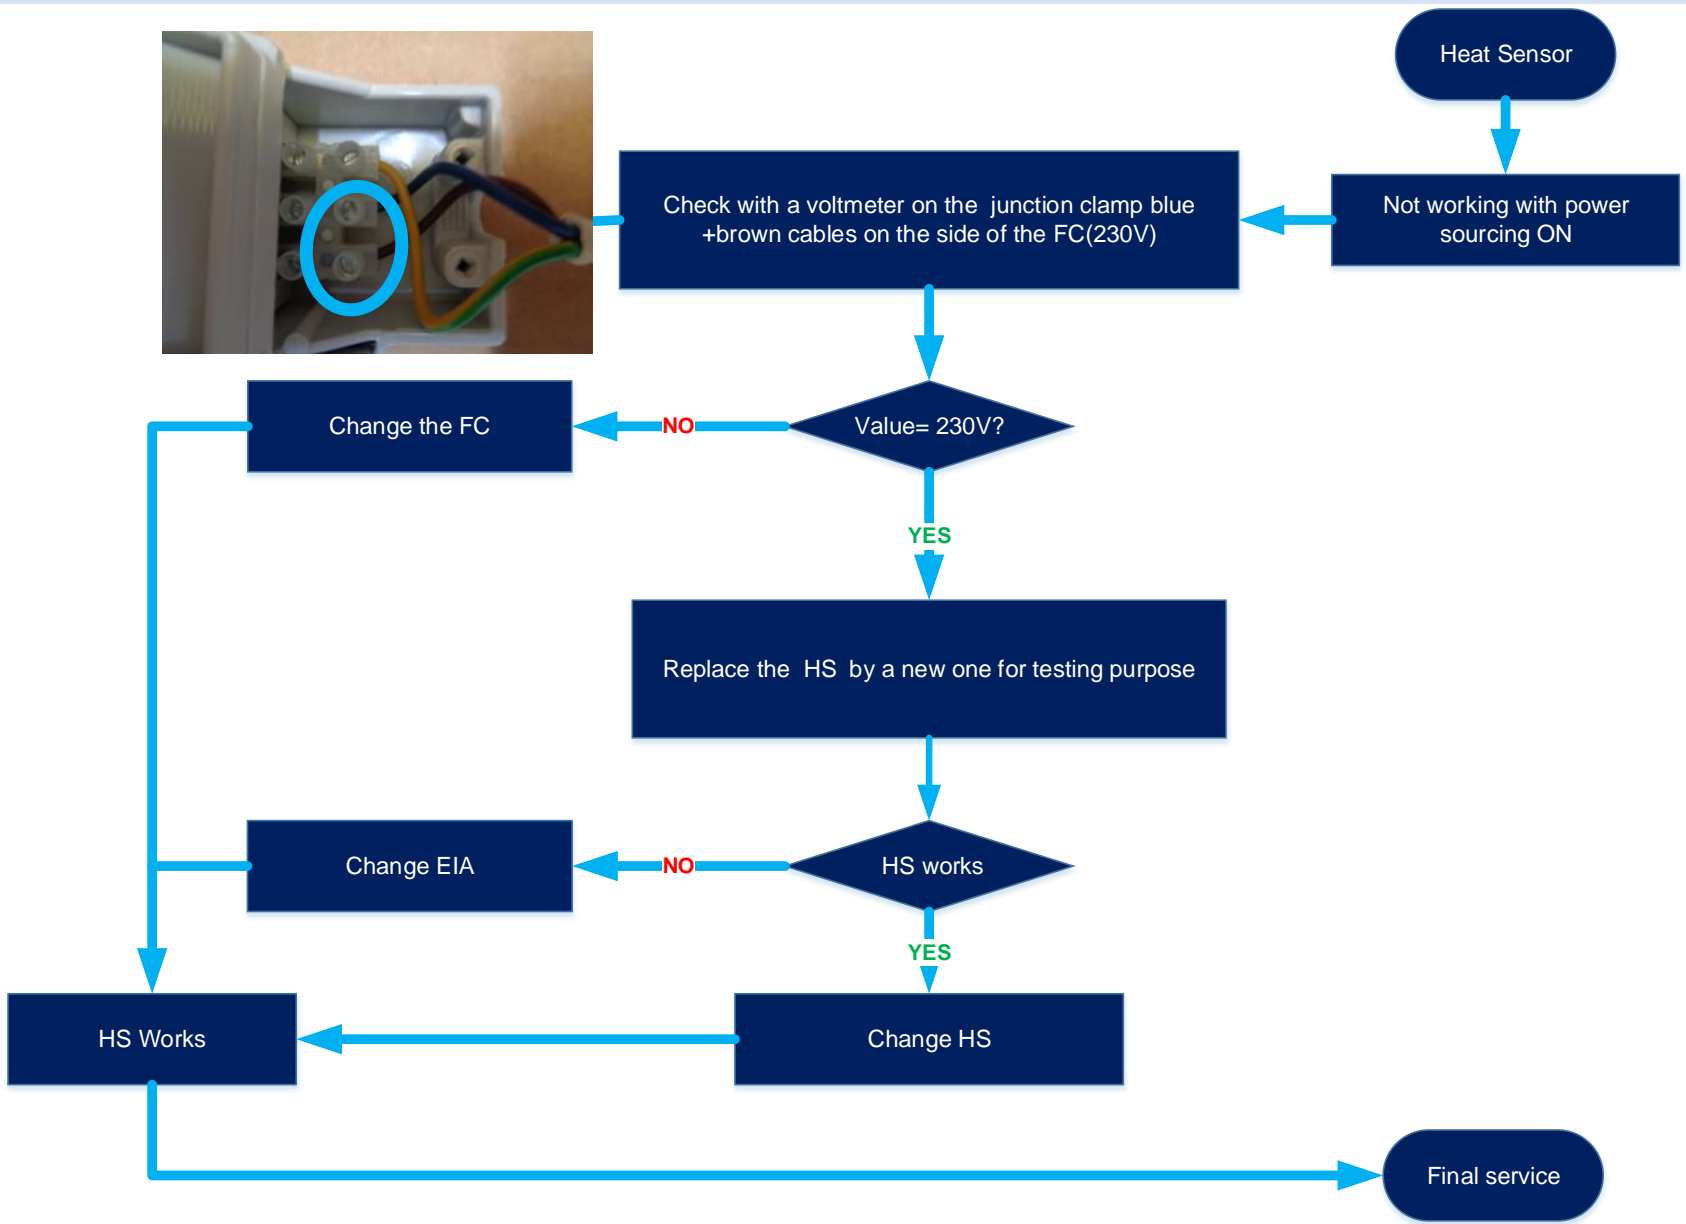 Heat Sensor
Not working with power
sourcing ON
Check with a voltmeter on the junction clamp blue
+brown cables on the side of the FC(230V)
Value= 230V?
NO
Change the FC
YES
Replace the HS by a new one for testing purpose
HS works
NO
Change EIA
YES
Change HS
HS Works
Final service